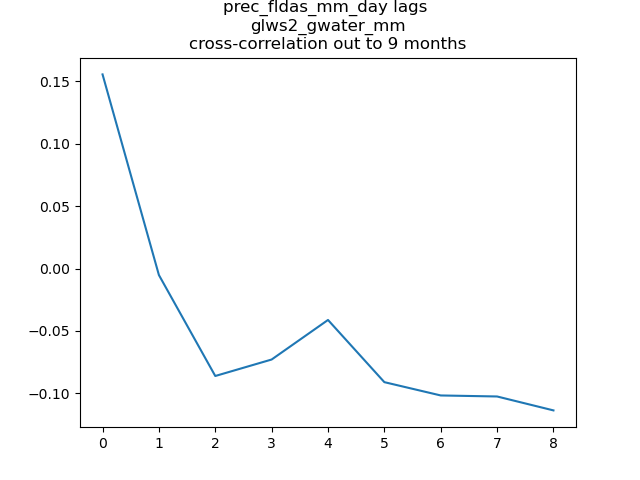 prec_fldas_mm_day lags
glws2_gwater_mm
cross-correlation out to 9 months
0.15
0.10
0.05
0.00
−0.05
−0.10
0 1 2 3 4 5 6 7 8